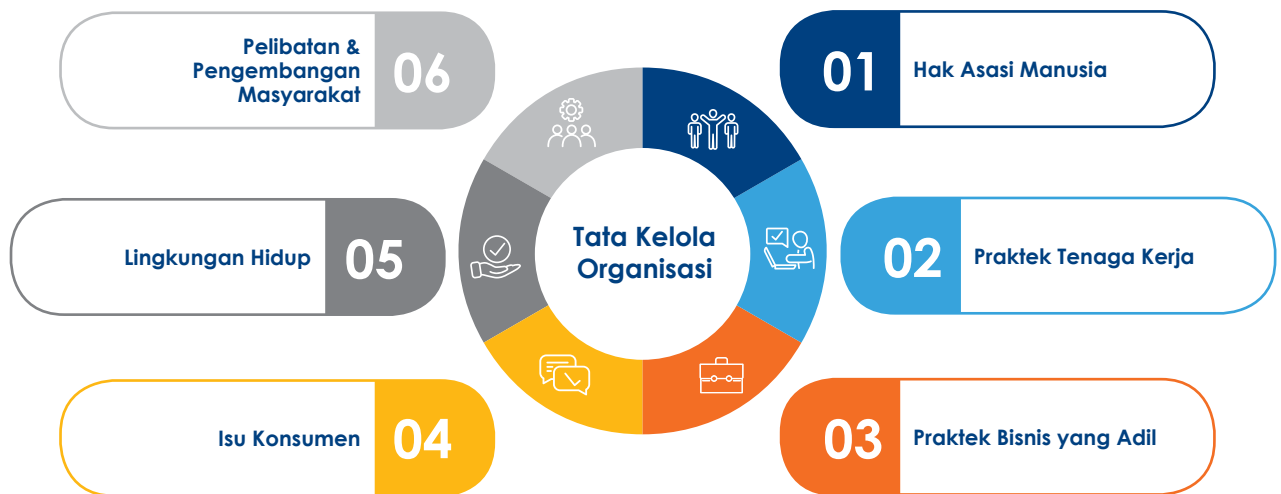 06
Pelibatan &
Pengembangan
Masyarakat
01
Hak Asasi Manusia
05
Lingkungan Hidup
Tata Kelola
Organisasi
02
Praktek Tenaga Kerja
04
Isu Konsumen
03
Praktek Bisnis yang Adil